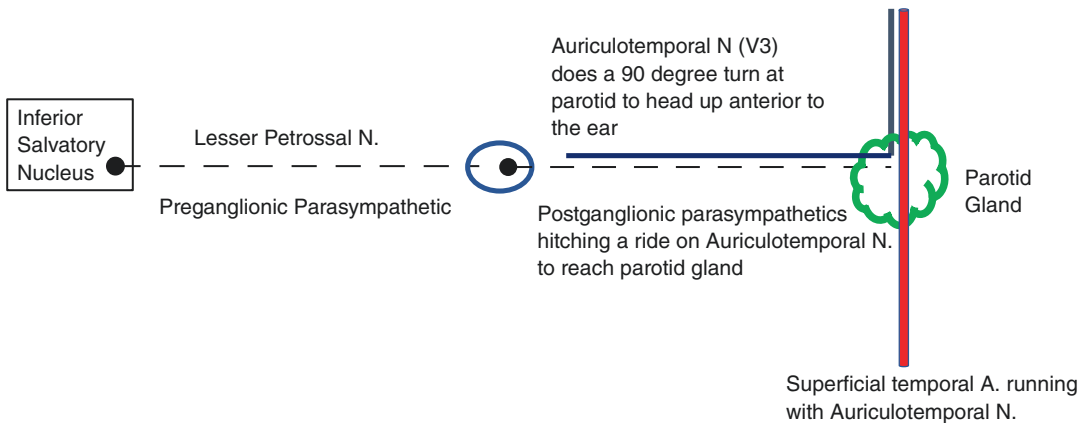 Auriculotemporal N (V3)
does a 90 degree turn at
parotid to head up anterior to
the ear
Inferior
Salvatory
Nucleus
Lesser Petrossal N.
Preganglionic Parasympathetic
Postganglionic parasympathetics
hitching a ride on Auriculotemporal N.
to reach parotid gland
Parotid
Gland
Superficial temporal A. running
with Auriculotemporal N.